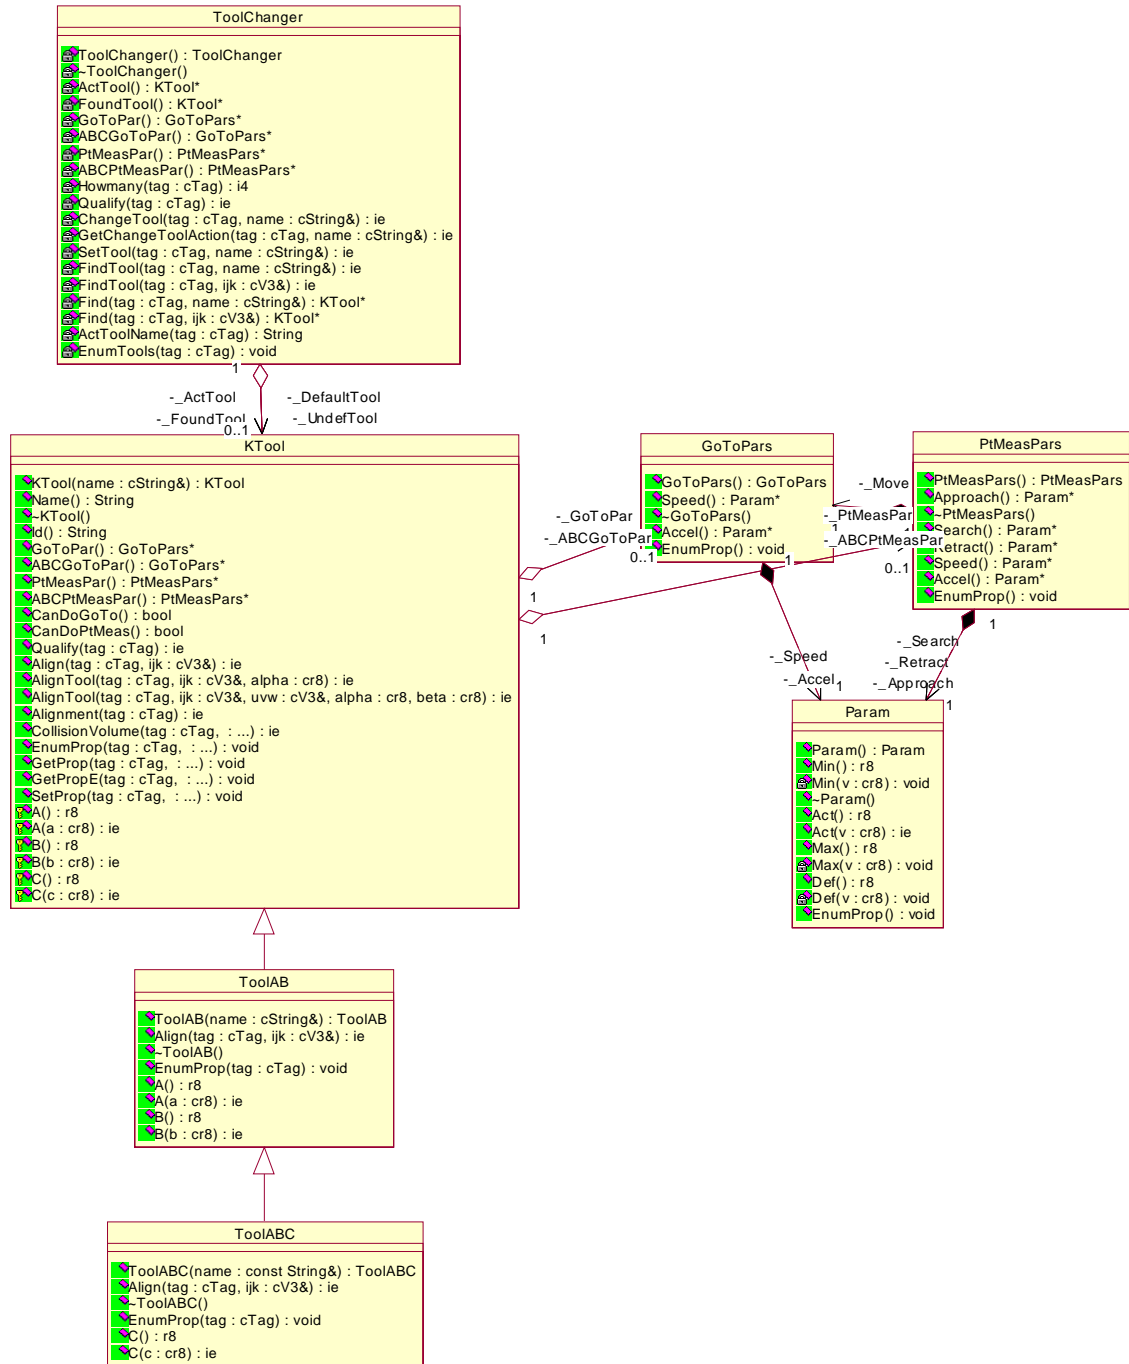 ToolChanger
ToolChanger() : ToolChanger
~ToolChanger()
ActTool() : KTool*
FoundTool() : KTool*
GoToPar() : GoToPars*
ABCGoToPar() : GoToPars*
PtMeasPar() : PtMeasPars*
ABCPtMeasPar() : PtMeasPars*
Howmany(tag : cTag) : i4
Qualify(tag : cTag) : ie
ChangeTool(tag : cTag, name : cString&) : ie
GetChangeToolAction(tag : cTag, name : cString&) : ie
SetTool(tag : cTag, name : cString&) : ie
FindTool(tag : cTag, name : cString&) : ie
FindTool(tag : cTag, ijk : cV3&) : ie
Find(tag : cTag, name : cString&) : KTool*
Find(tag : cTag, ijk : cV3&) : KTool*
ActToolName(tag : cTag) : String
EnumTools(tag : cTag) : void
1
-_ActTool
-_DefaultTool
-_FoundTool
-_UndefTool
0..1
KTool
KTool(name : cString&) : KTool
Name() : String
~KTool()
Id() : String
GoToPar() : GoToPars*
ABCGoToPar() : GoToPars*
PtMeasPar() : PtMeasPars*
ABCPtMeasPar() : PtMeasPars*
CanDoGoTo() : bool
CanDoPtMeas() : bool
Qualify(tag : cTag) : ie
Align(tag : cTag, ijk : cV3&) : ie
AlignTool(tag : cTag, ijk : cV3&, alpha : cr8) : ie
AlignTool(tag : cTag, ijk : cV3&, uvw : cV3&, alpha : cr8, beta : cr8) : ie
Alignment(tag : cTag) : ie
CollisionVolume(tag : cTag,  : ...) : ie
EnumProp(tag : cTag,  : ...) : void
GetProp(tag : cTag,  : ...) : void
GetPropE(tag : cTag,  : ...) : void
SetProp(tag : cTag,  : ...) : void
A() : r8
A(a : cr8) : ie
B() : r8
B(b : cr8) : ie
C() : r8
C(c : cr8) : ie
-_GoToPar
-_ABCGoToPar
0..1
1
1
GoToPars
GoToPars() : GoToPars
Speed() : Param*
~GoToPars()
Accel() : Param*
EnumProp() : void
1
-_Move
-_PtMeasPar
1
1
-_ABCPtMeasPar
0..1
PtMeasPars
PtMeasPars() : PtMeasPars
Approach() : Param*
~PtMeasPars()
Search() : Param*
Retract() : Param*
Speed() : Param*
Accel() : Param*
EnumProp() : void
1
-_Speed
-_Accel
1
-_Search
-_Retract
-_Approach
1
Param
Param() : Param
Min() : r8
Min(v : cr8) : void
~Param()
Act() : r8
Act(v : cr8) : ie
Max() : r8
Max(v : cr8) : void
Def() : r8
Def(v : cr8) : void
EnumProp() : void
ToolAB
ToolAB(name : cString&) : ToolAB
Align(tag : cTag, ijk : cV3&) : ie
~ToolAB()
EnumProp(tag : cTag) : void
A() : r8
A(a : cr8) : ie
B() : r8
B(b : cr8) : ie
ToolABC
ToolABC(name : const String&) : ToolABC
Align(tag : cTag, ijk : cV3&) : ie
~ToolABC()
EnumProp(tag : cTag) : void
C() : r8
C(c : cr8) : ie